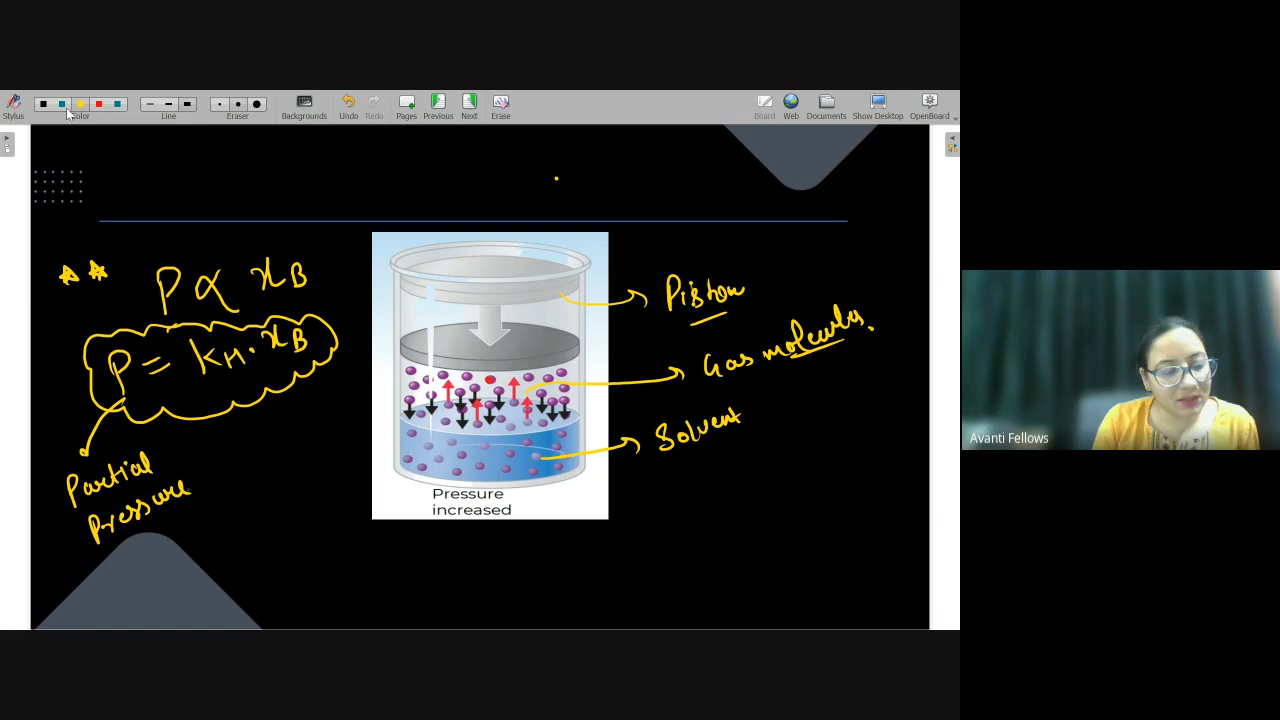 Stylus
Color
Line
Eraser
Backgrounds
Undo
Redo
Pages
Previous
Next
Erase
Board
Web
Documents
Show Desktop
OpenBoard
P ∝ xB
P = KH . xB
Partial
Pressure
Piston
Gas molecules.
Solvent
Pressure
increased
Avanti Fellows